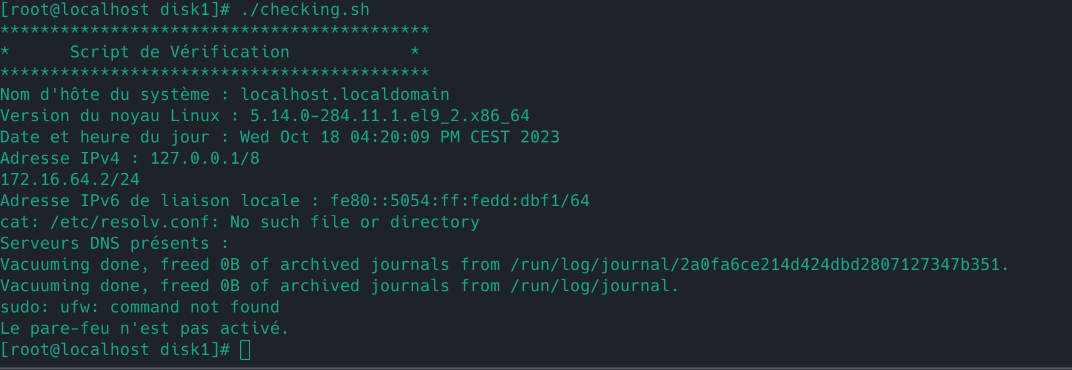 [root@localhost disk1]# ./checking.sh
*******************************************
*      Script de Vérification            *
*******************************************
Nom d'hôte du système : localhost.localdomain
Version du noyau Linux : 5.14.0-284.11.1.el9_2.x86_64
Date et heure du jour : Wed Oct 18 04:20:09 PM CEST 2023
Adresse IPv4 : 127.0.0.1/8
172.16.64.2/24
Adresse IPv6 de liaison locale : fe80::5054:ff:fedd:dbf1/64
cat: /etc/resolv.conf: No such file or directory
Serveurs DNS présents :
Vacuuming done, freed 0B of archived journals from /run/log/journal/2a0fa6ce214d424dbd2807127347b351.
Vacuuming done, freed 0B of archived journals from /run/log/journal.
sudo: ufw: command not found
Le pare-feu n'est pas activé.
[root@localhost disk1]#